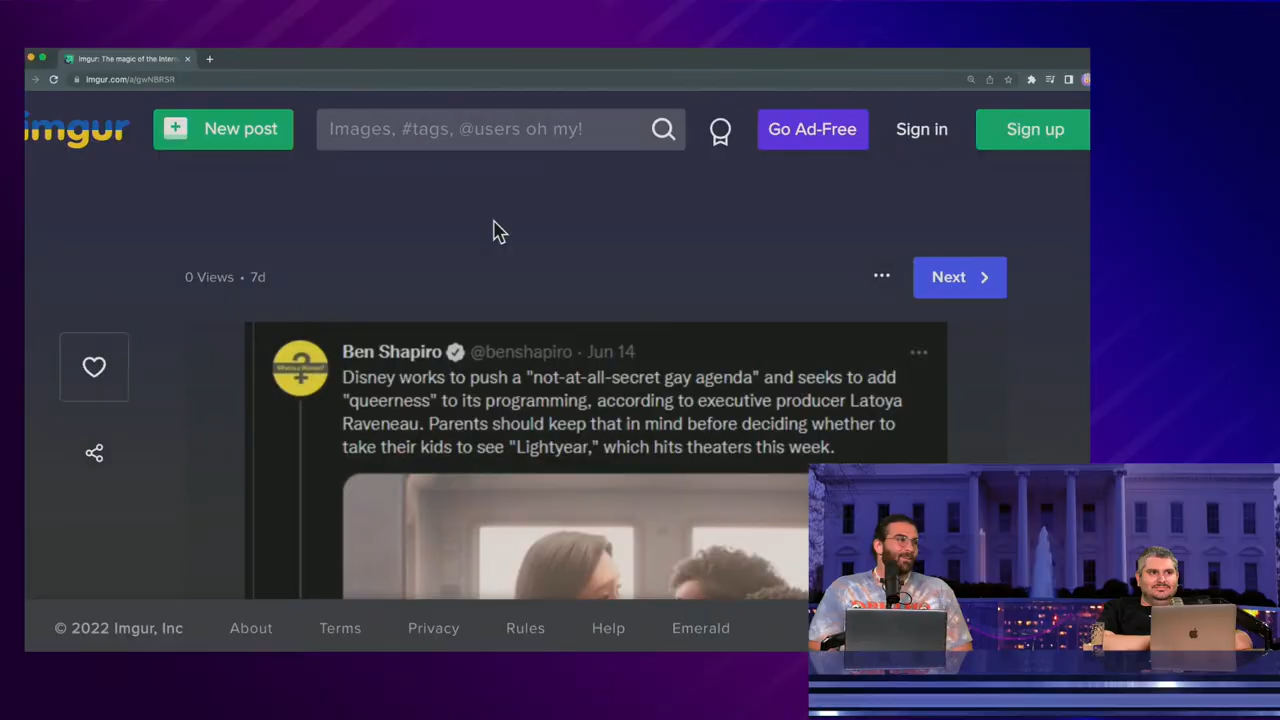 Imgur: The magic of the Intern
imgur.com/a/gwNBRSR
imgur
New post
Images, #tags, @users oh my!
Go Ad-Free
Sign in
Sign up
0 Views • 7d
Next
Ben Shapiro @benshapiro · Jun 14
Disney works to push a "not-at-all-secret gay agenda" and seeks to add
"queerness" to its programming, according to executive producer Latoya
Raveneau. Parents should keep that in mind before deciding whether to
take their kids to see "Lightyear," which hits theaters this week.
© 2022 Imgur, Inc
About
Terms
Privacy
Rules
Help
Emerald